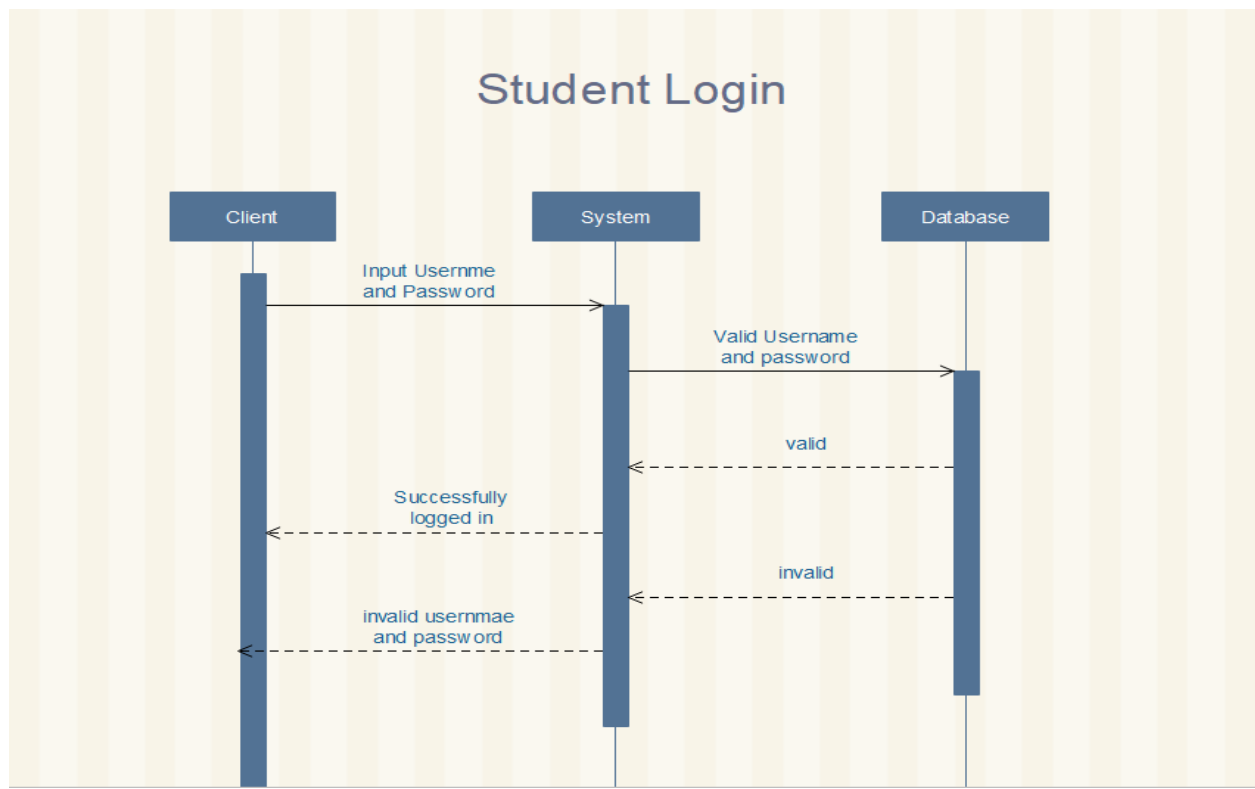 Student Login
Client
System
Database
Input Usernme
and Password
Valid Username
and password
valid
Successfully
logged in
invalid
invalid usernmae
and password